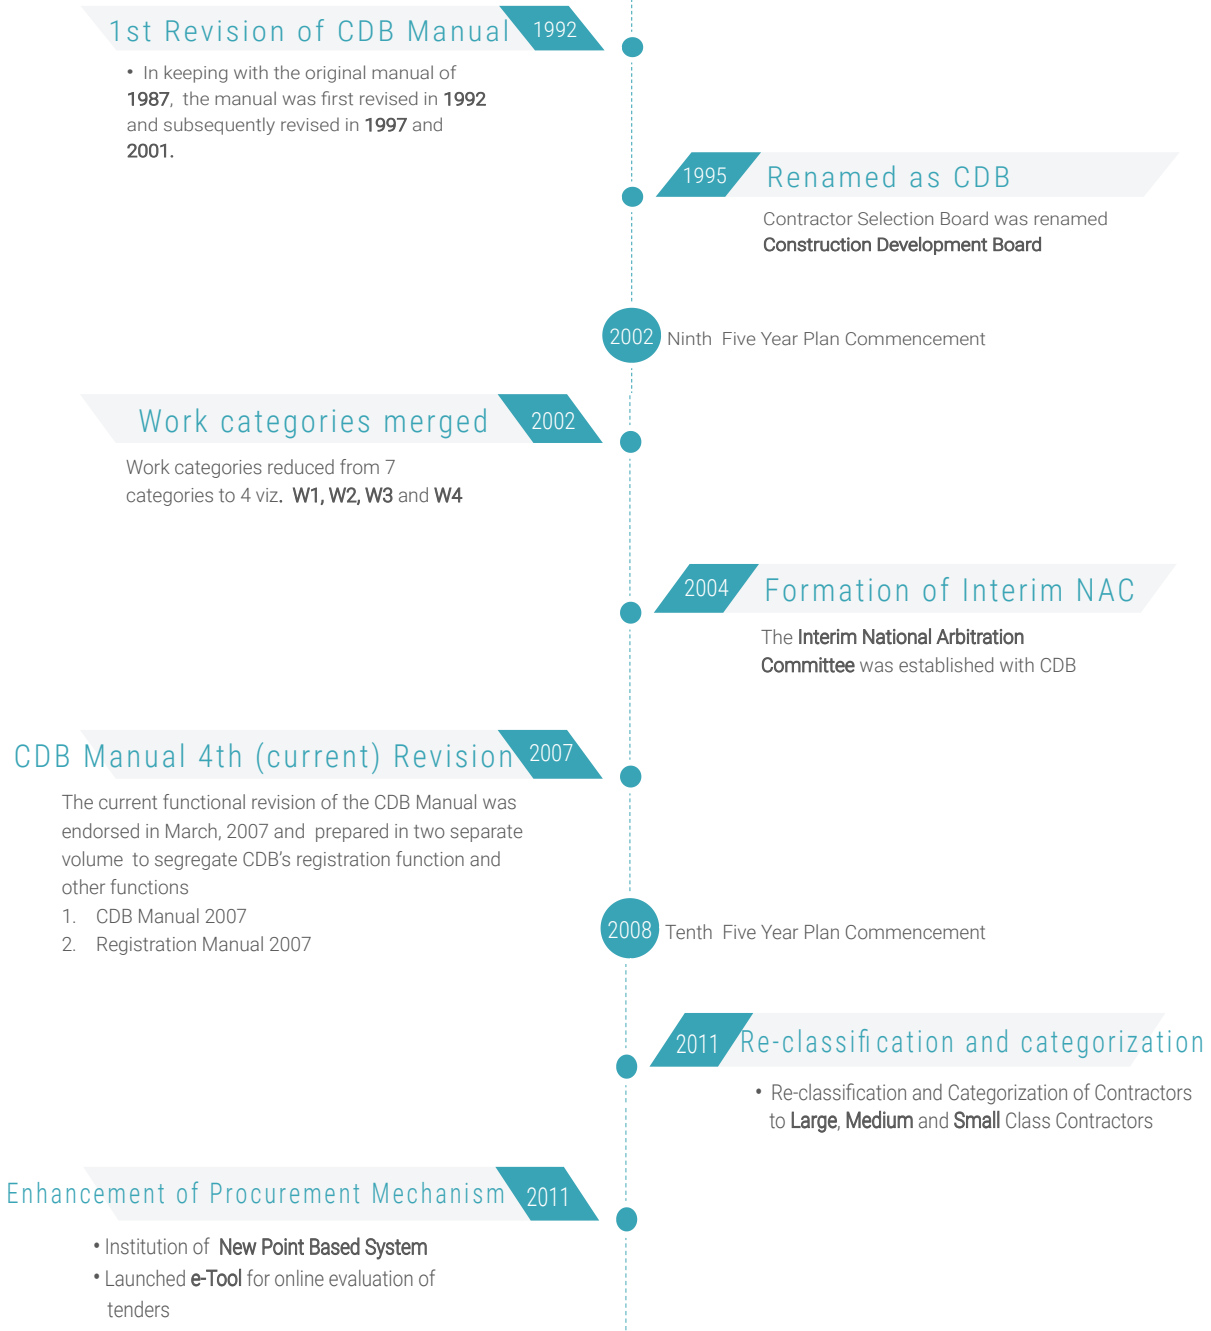 1st Revision of CDB Manual 1992
• In keeping with the original manual of
1987, the manual was first revised in 1992
and subsequently revised in 1997 and
2001.
1995 Renamed as CDB
Contractor Selection Board was renamed
Construction Development Board
2002 Ninth Five Year Plan Commencement
Work categories merged 2002
Work categories reduced from 7
categories to 4 viz. W1, W2, W3 and W4
2004 Formation of Interim NAC
The Interim National Arbitration
Committee was established with CDB
CDB Manual 4th (current) Revision 2007
The current functional revision of the CDB Manual was
endorsed in March, 2007 and prepared in two separate
volume to segregate CDB's registration function and
other functions
1. CDB Manual 2007
2. Registration Manual 2007
2008 Tenth Five Year Plan Commencement
2011 Re-classification and categorization
• Re-classification and Categorization of Contractors
to Large, Medium and Small Class Contractors
Enhancement of Procurement Mechanism 2011
• Institution of New Point Based System
• Launched e-Tool for online evaluation of
tenders